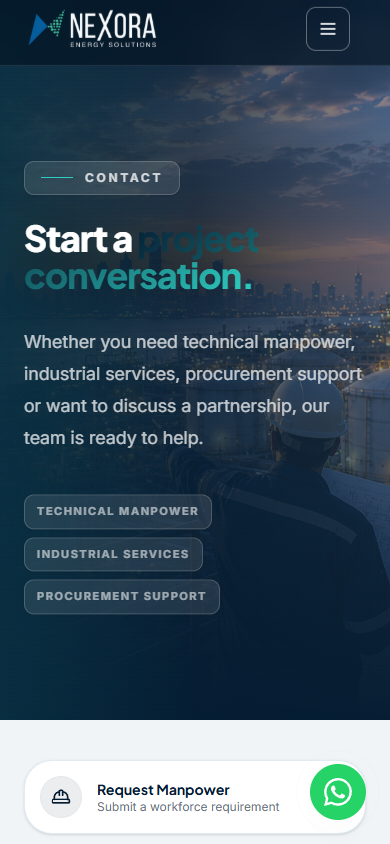 NEXORA
ENERGY SOLUTIONS
CONTACT
Start a project
conversation.
Whether you need technical manpower,
industrial services, procurement support
or want to discuss a partnership, our
team is ready to help.
TECHNICAL MANPOWER
INDUSTRIAL SERVICES
PROCUREMENT SUPPORT
Request Manpower
Submit a workforce requirement